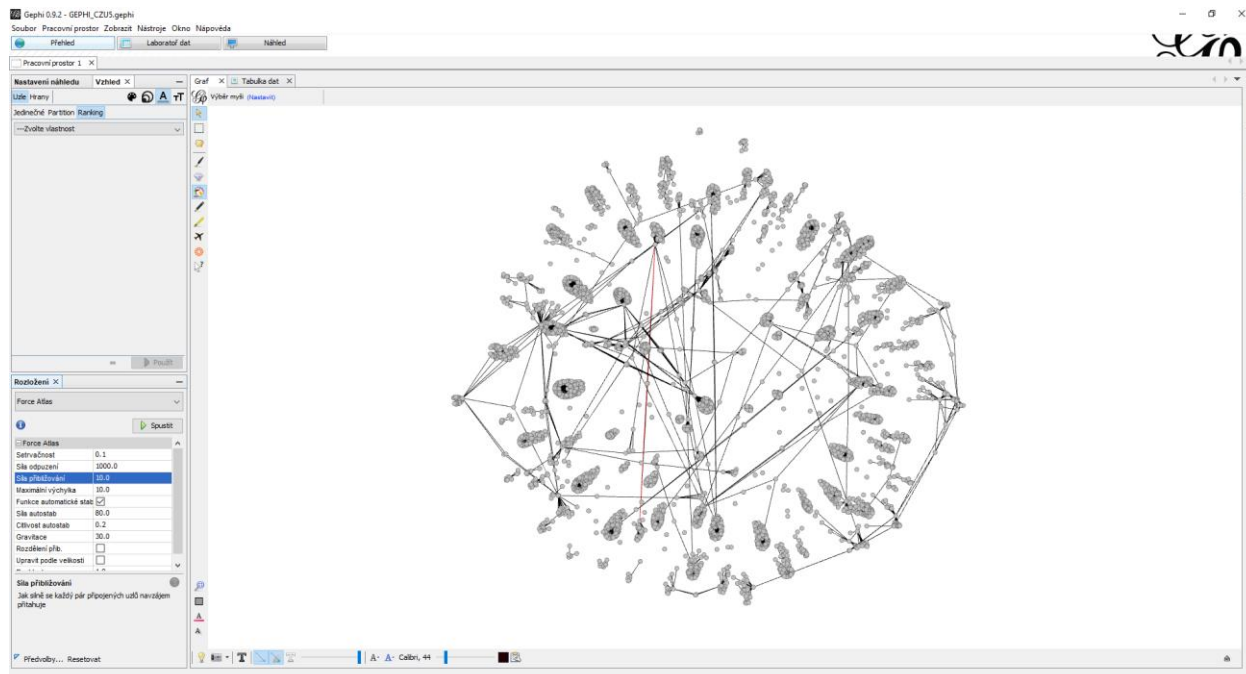 Gephi 0.9.2 - GEPHI_CZU5.gephi
Soubor Pracovní prostor Zobrazit Nástroje Okno Nápověda
Přehled Laboratoř dat Náhled
Pracovní prostor 1 ×
Nastavení náhledu Vzhled ×
Graf × Tabulka dat ×
Uzle Hrany
Výběr myši (Nastavit)
Jedinečné Partition Ranking
---Zvolte vlastnost
Použít
Rozložení ×
Force Atlas
Spustit
Force Atlas
Setrvačnost 0.1
Síla odpuzení 1000.0
Síla přibližování 10.0
Maximální výchylka 10.0
Funkce automatické stab
Síla autostab 80.0
Citlivost autostab 0.2
Gravitace 30.0
Rozdělení přib.
Upravit podle velikosti
Síla přibližování
Jak silně se každý pár připojených uzlů navzájem
přitahuje
Předvolby... Resetovat
T A- A- Calibri, 44